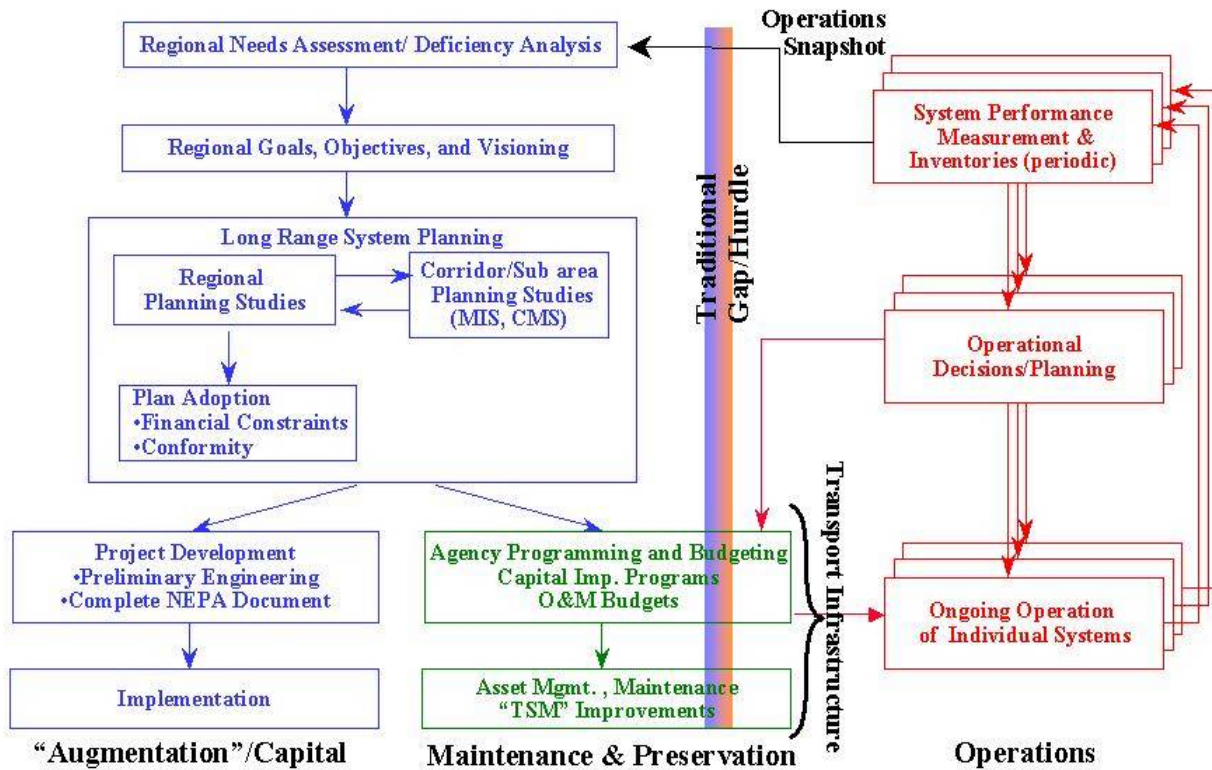 Operations
Snapshot
Regional Needs Assessment/ Deficiency Analysis
Regional Goals, Objectives, and Visioning
Long Range System Planning
Regional
Planning Studies
Corridor/Sub area
Planning Studies
(MIS, CMS)
Plan Adoption
•Financial Constraints
•Conformity
Project Development
•Preliminary Engineering
•Complete NEPA Document
Implementation
“Augmentation”/Capital
Agency Programming and Budgeting
Capital Imp. Programs
O&M Budgets
Asset Mgmt. , Maintenance
“TSM” Improvements
Maintenance & Preservation
Traditional
Gap/Hurdle
Transport Infrastructure
System Performance
Measurement &
Inventories (periodic)
Operational
Decisions/Planning
Ongoing Operation
of Individual Systems
Operations